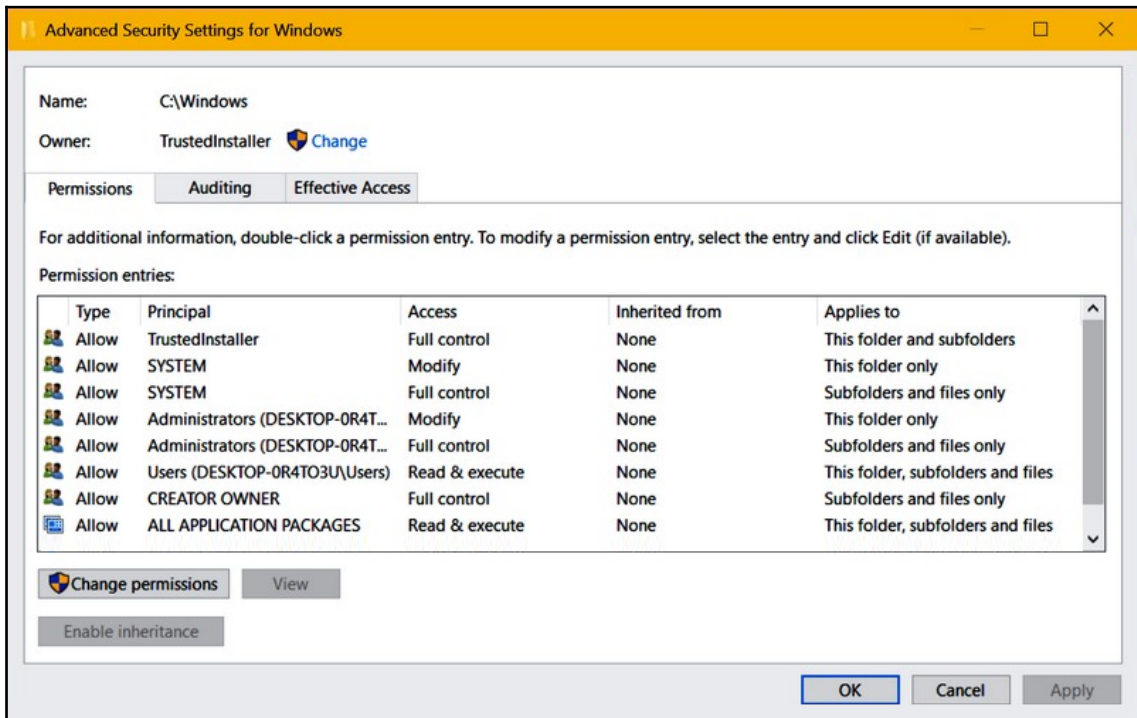 Advanced Security Settings for Windows
Name: C:\Windows
Owner: TrustedInstaller Change
Permissions Auditing Effective Access
For additional information, double-click a permission entry. To modify a permission entry, select the entry and click Edit (if available).
Permission entries:
Type Principal Access Inherited from Applies to
Allow TrustedInstaller Full control None This folder and subfolders
Allow SYSTEM Modify None This folder only
Allow SYSTEM Full control None Subfolders and files only
Allow Administrators (DESKTOP-0R4T... Modify None This folder only
Allow Administrators (DESKTOP-0R4T... Full control None Subfolders and files only
Allow Users (DESKTOP-0R4TO3U\Users) Read & execute None This folder, subfolders and files
Allow CREATOR OWNER Full control None Subfolders and files only
Allow ALL APPLICATION PACKAGES Read & execute None This folder, subfolders and files
Change permissions View
Enable inheritance
OK Cancel Apply